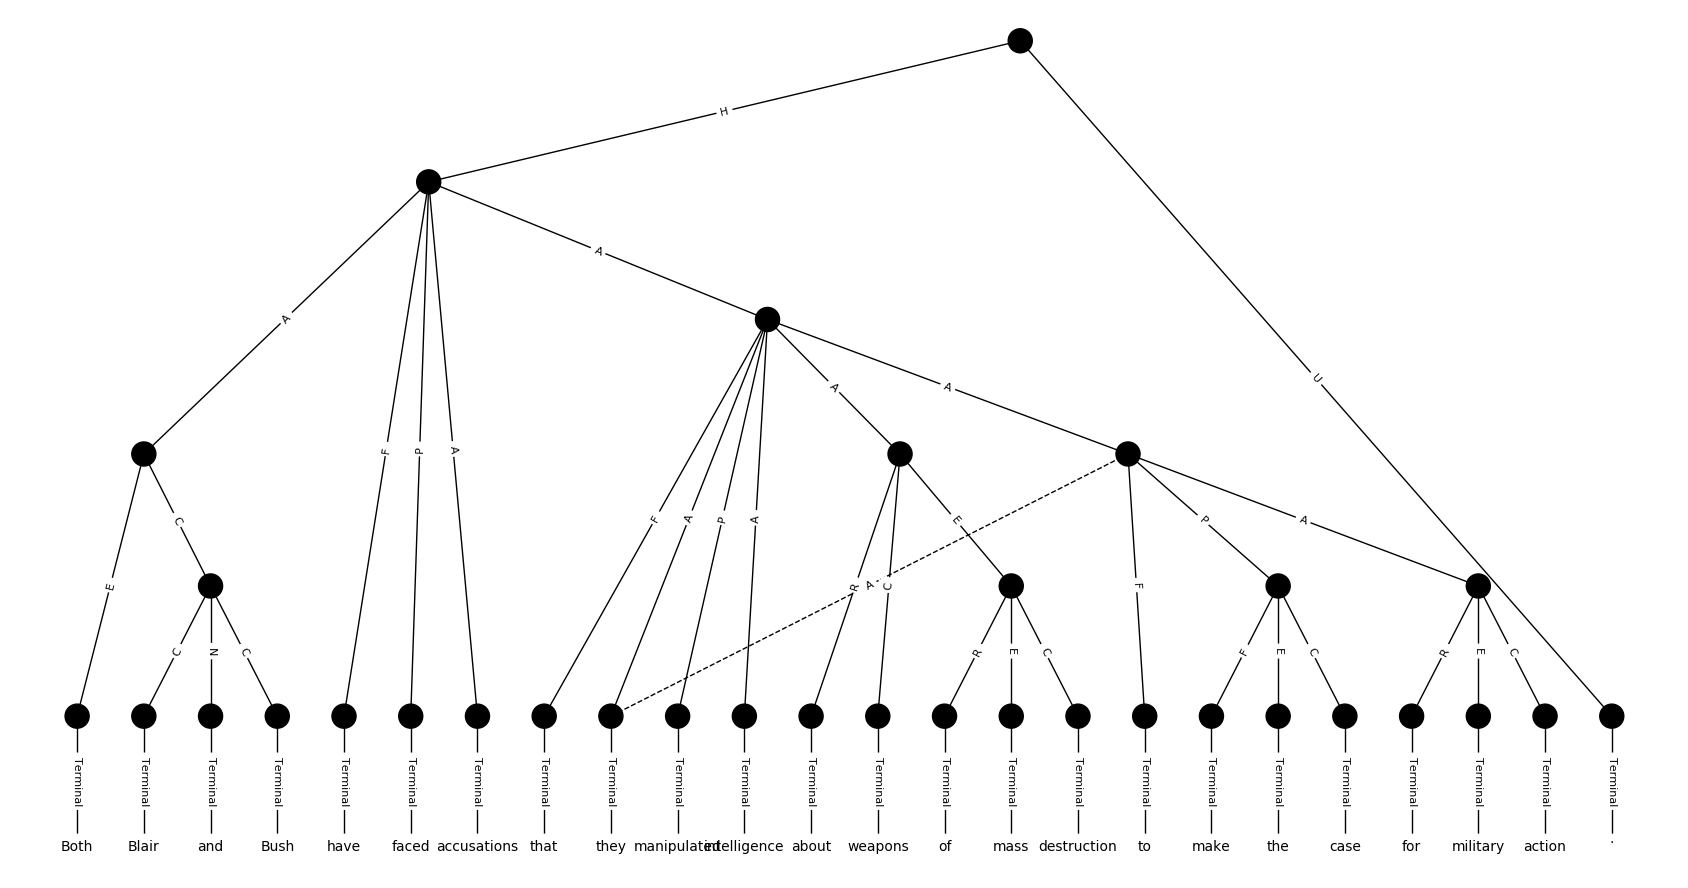 H
A
A
U
A
F
P
A
A
A
C
F
A
P
A
E
P
A
E
R
C
A
F
C
N
C
R
E
C
F
E
C
R
E
C
Terminal Terminal Terminal Terminal Terminal Terminal Terminal Terminal Terminal Terminal Terminal Terminal Terminal Terminal Terminal Terminal Terminal Terminal Terminal Terminal Terminal Terminal Terminal Terminal
Both Blair and Bush have faced accusations that they manipulated intelligence about weapons of mass destruction to make the case for military action .